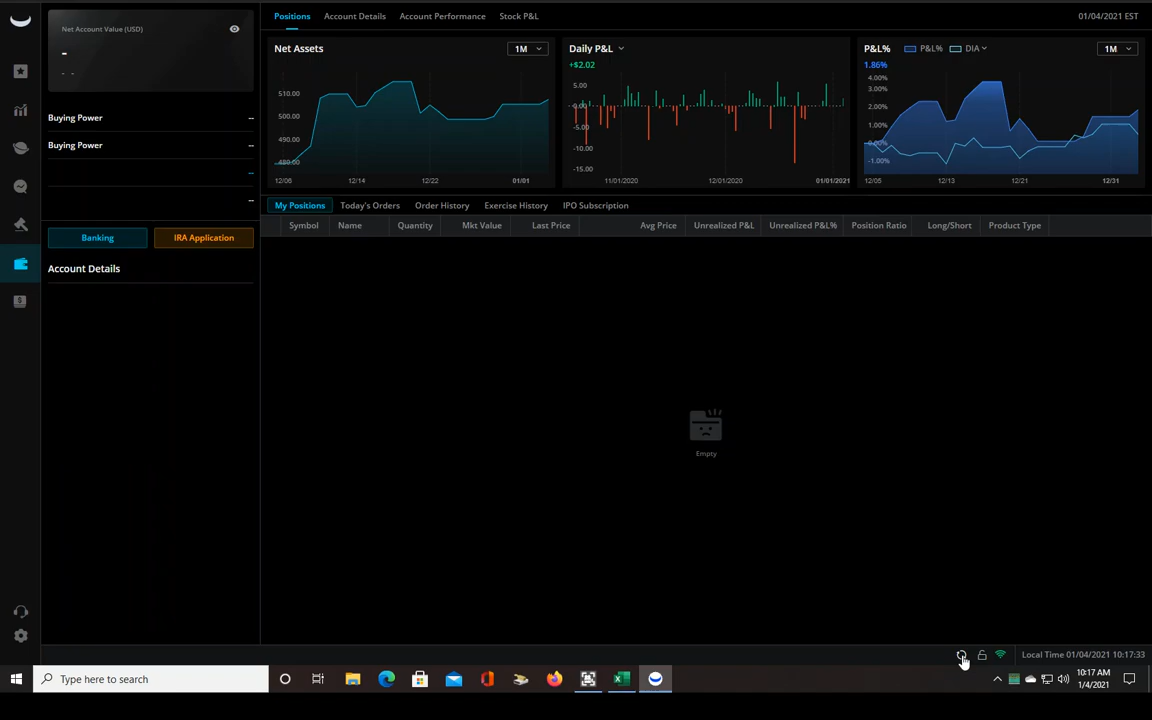 Positions Account Details Account Performance Stock P&L 01/04/2021 EST
Net Account Value (USD)
-
- -
Buying Power --
Buying Power --
--
--
Banking IRA Application
Account Details
Net Assets 1M
510.00
500.00
490.00
480.00
12/06 12/14 12/22 01/01
Daily P&L
+$2.02
5.00
+0.00
-5.00
-10.00
-15.00
11/01/2020 12/01/2020 01/01/2021
P&L% P&L% DIA 1M
1.86%
4.00%
3.00%
2.00%
1.00%
-0.00%
-1.00%
12/05 12/13 12/21 12/31
My Positions Today's Orders Order History Exercise History IPO Subscription
Symbol Name Quantity Mkt Value Last Price Avg Price Unrealized P&L Unrealized P&L% Position Ratio Long/Short Product Type
Empty
Local Time 01/04/2021 10:17:33
Type here to search
10:17 AM
1/4/2021